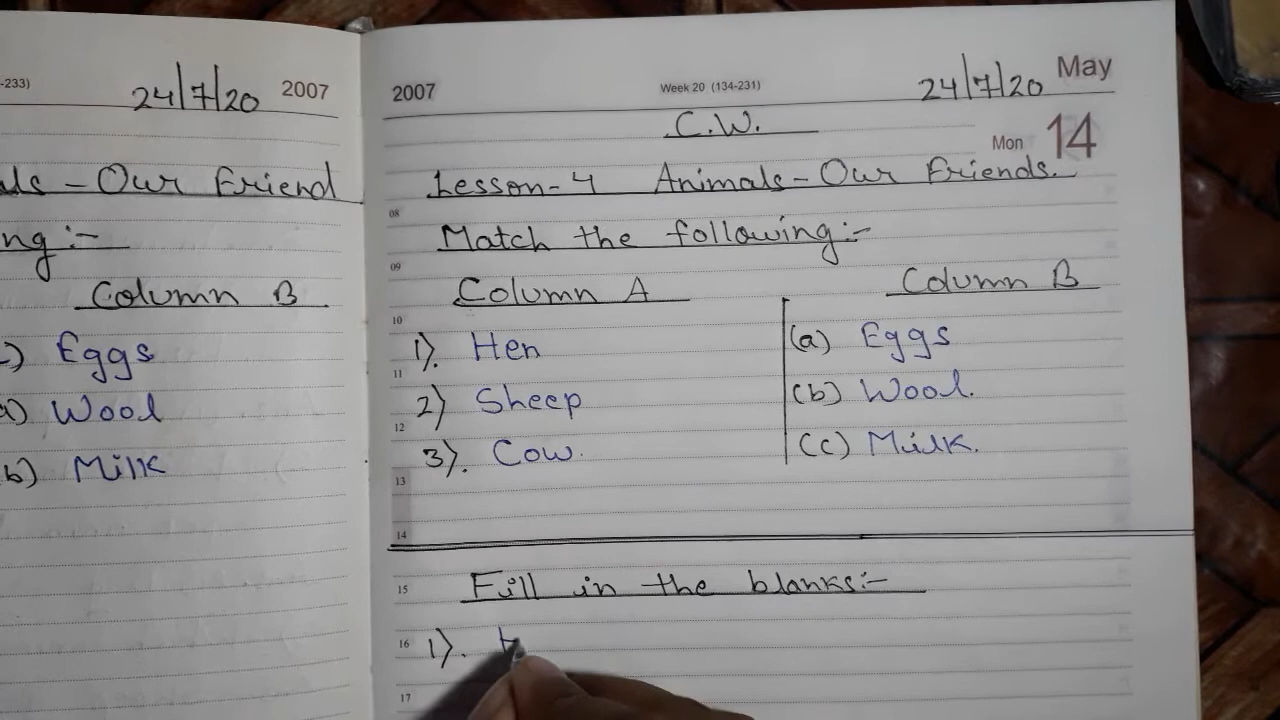 -233) 24/7/20 2007
Our Friend
Column B
Eggs
Wool
b) Milk
2007 Week 20 (134-231) 24/7/20 May
C.W.
Mon 14
Lesson-4 Animals - Our Friends.
08
Match the following :-
09
Column A Column B
10
1). Hen (a) Eggs
11
2) Sheep (b) Wool.
12
3). Cow. (c) Milk.
13
14
15 Fill in the blanks :-
16 1).
17